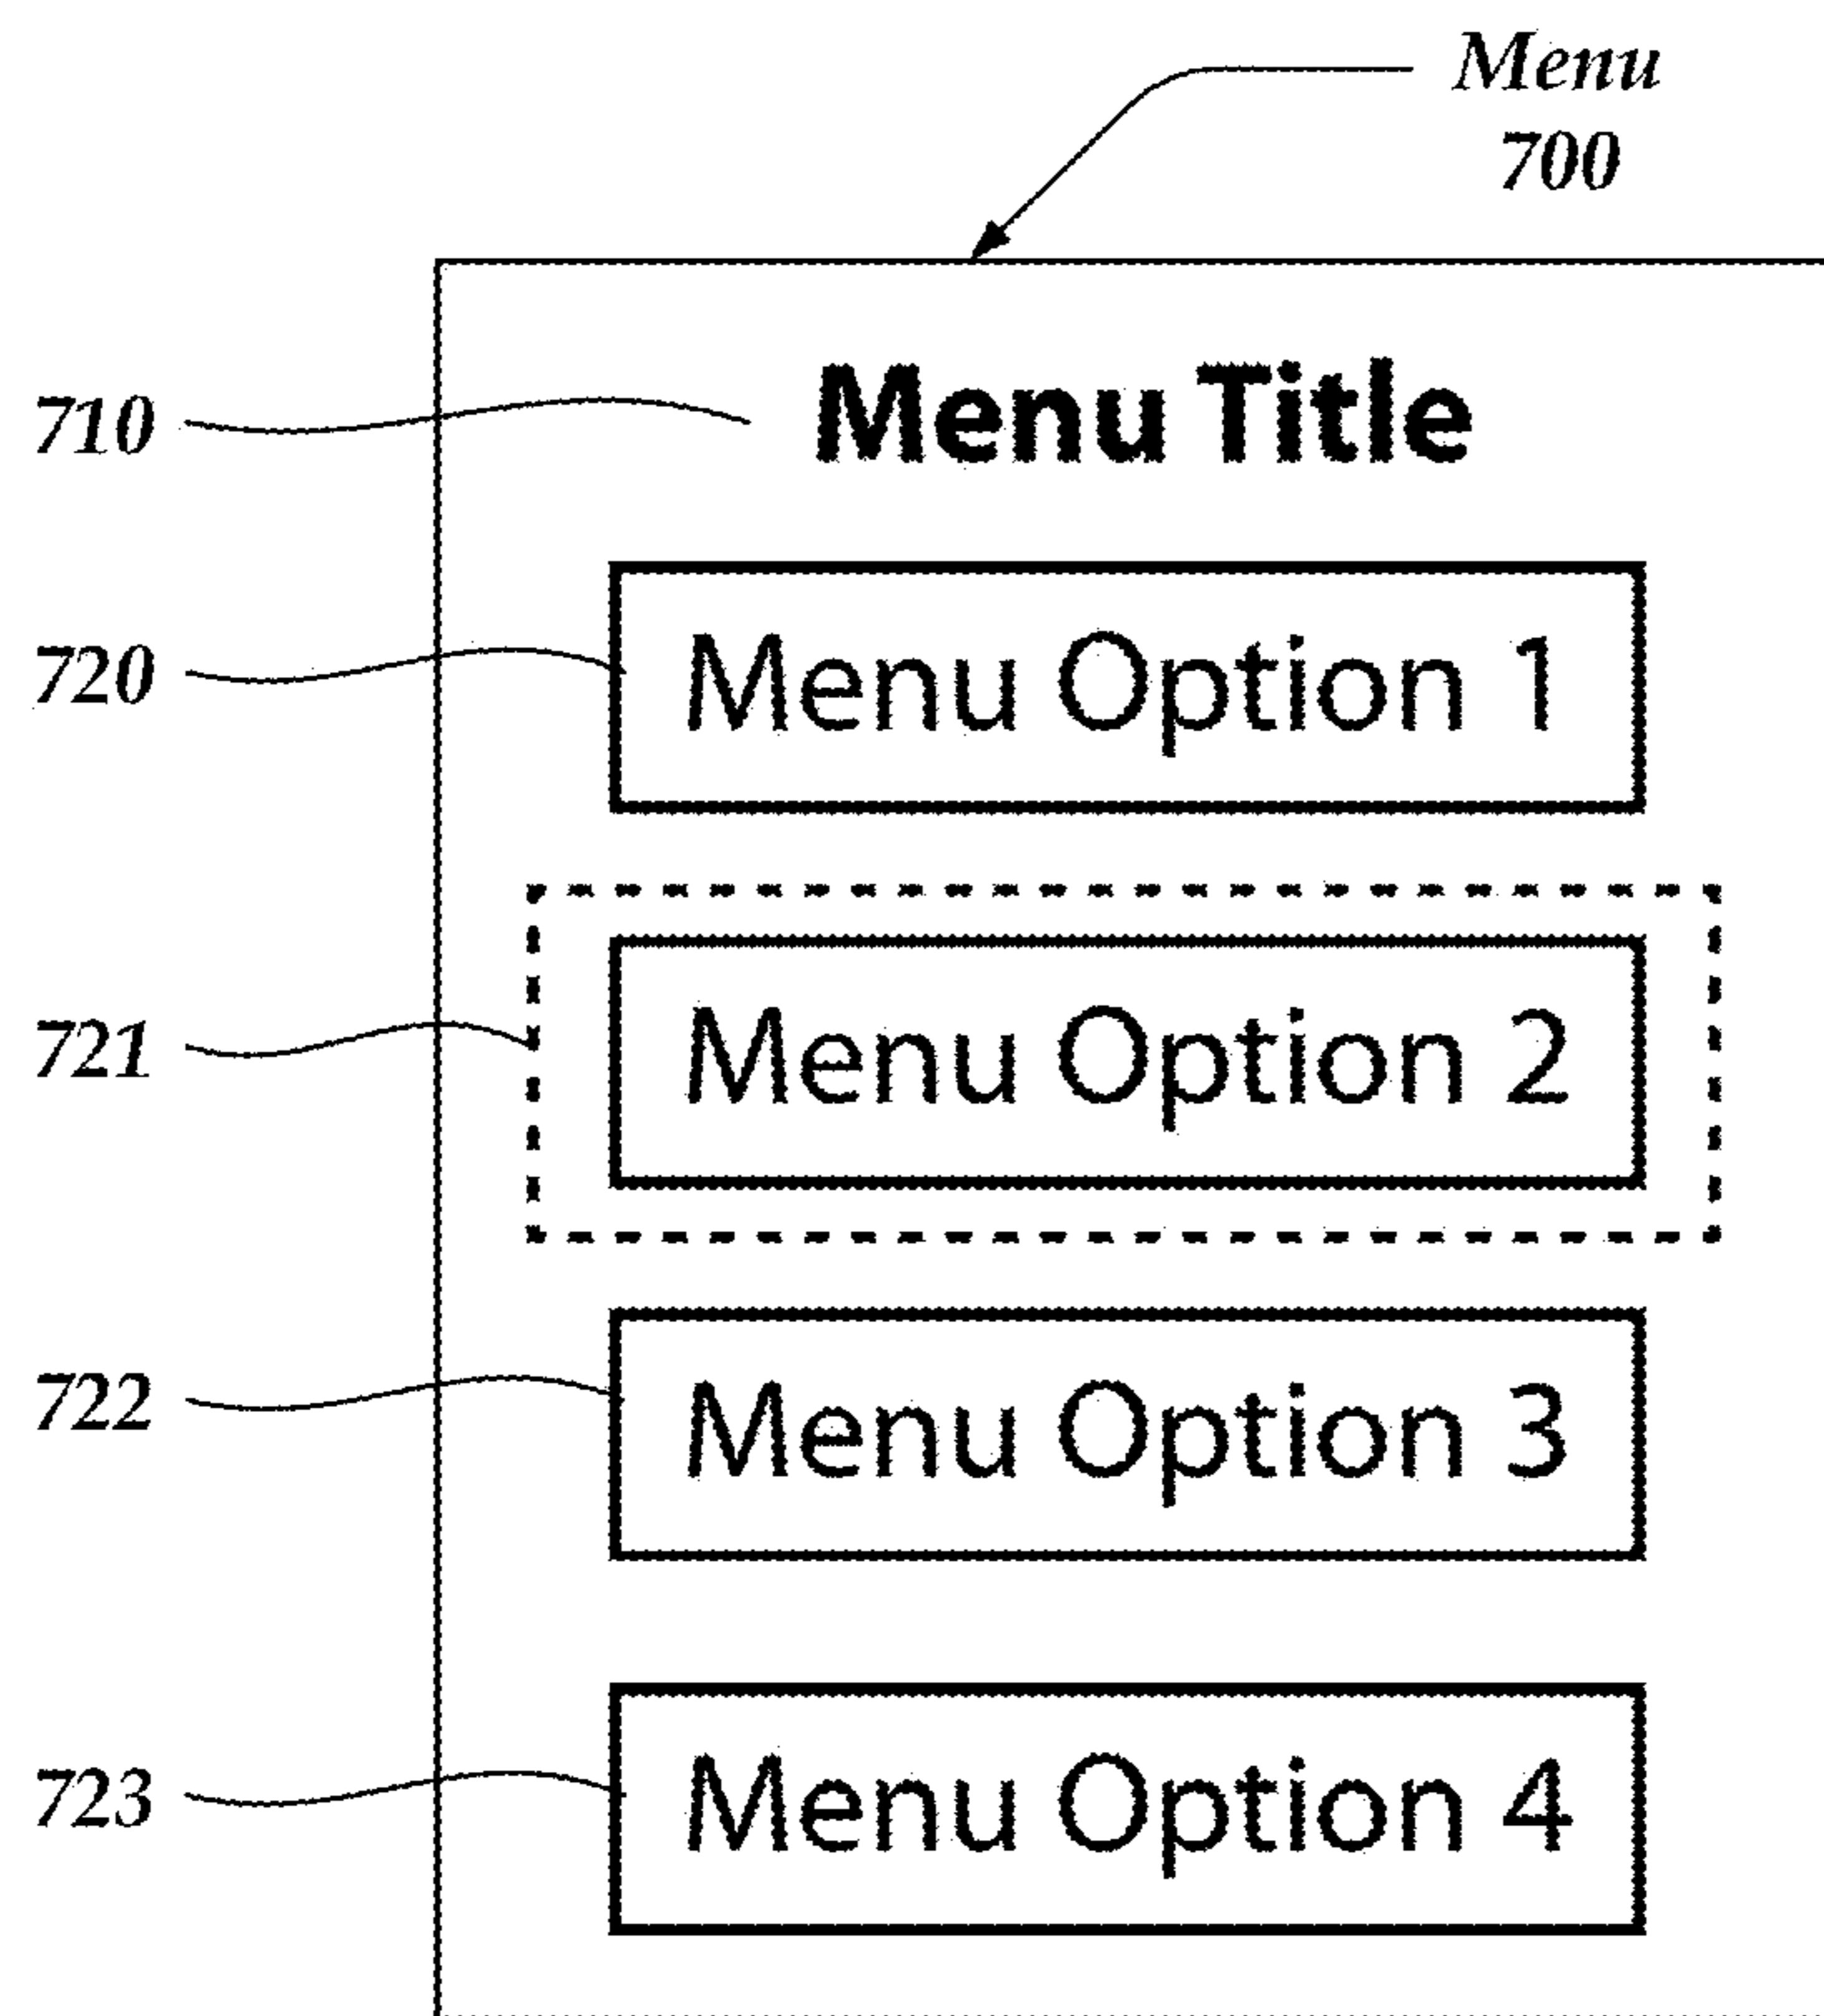 Menu
700
710
Menu Title
720
Menu Option 1
721
Menu Option 2
722
Menu Option 3
723
Menu Option 4